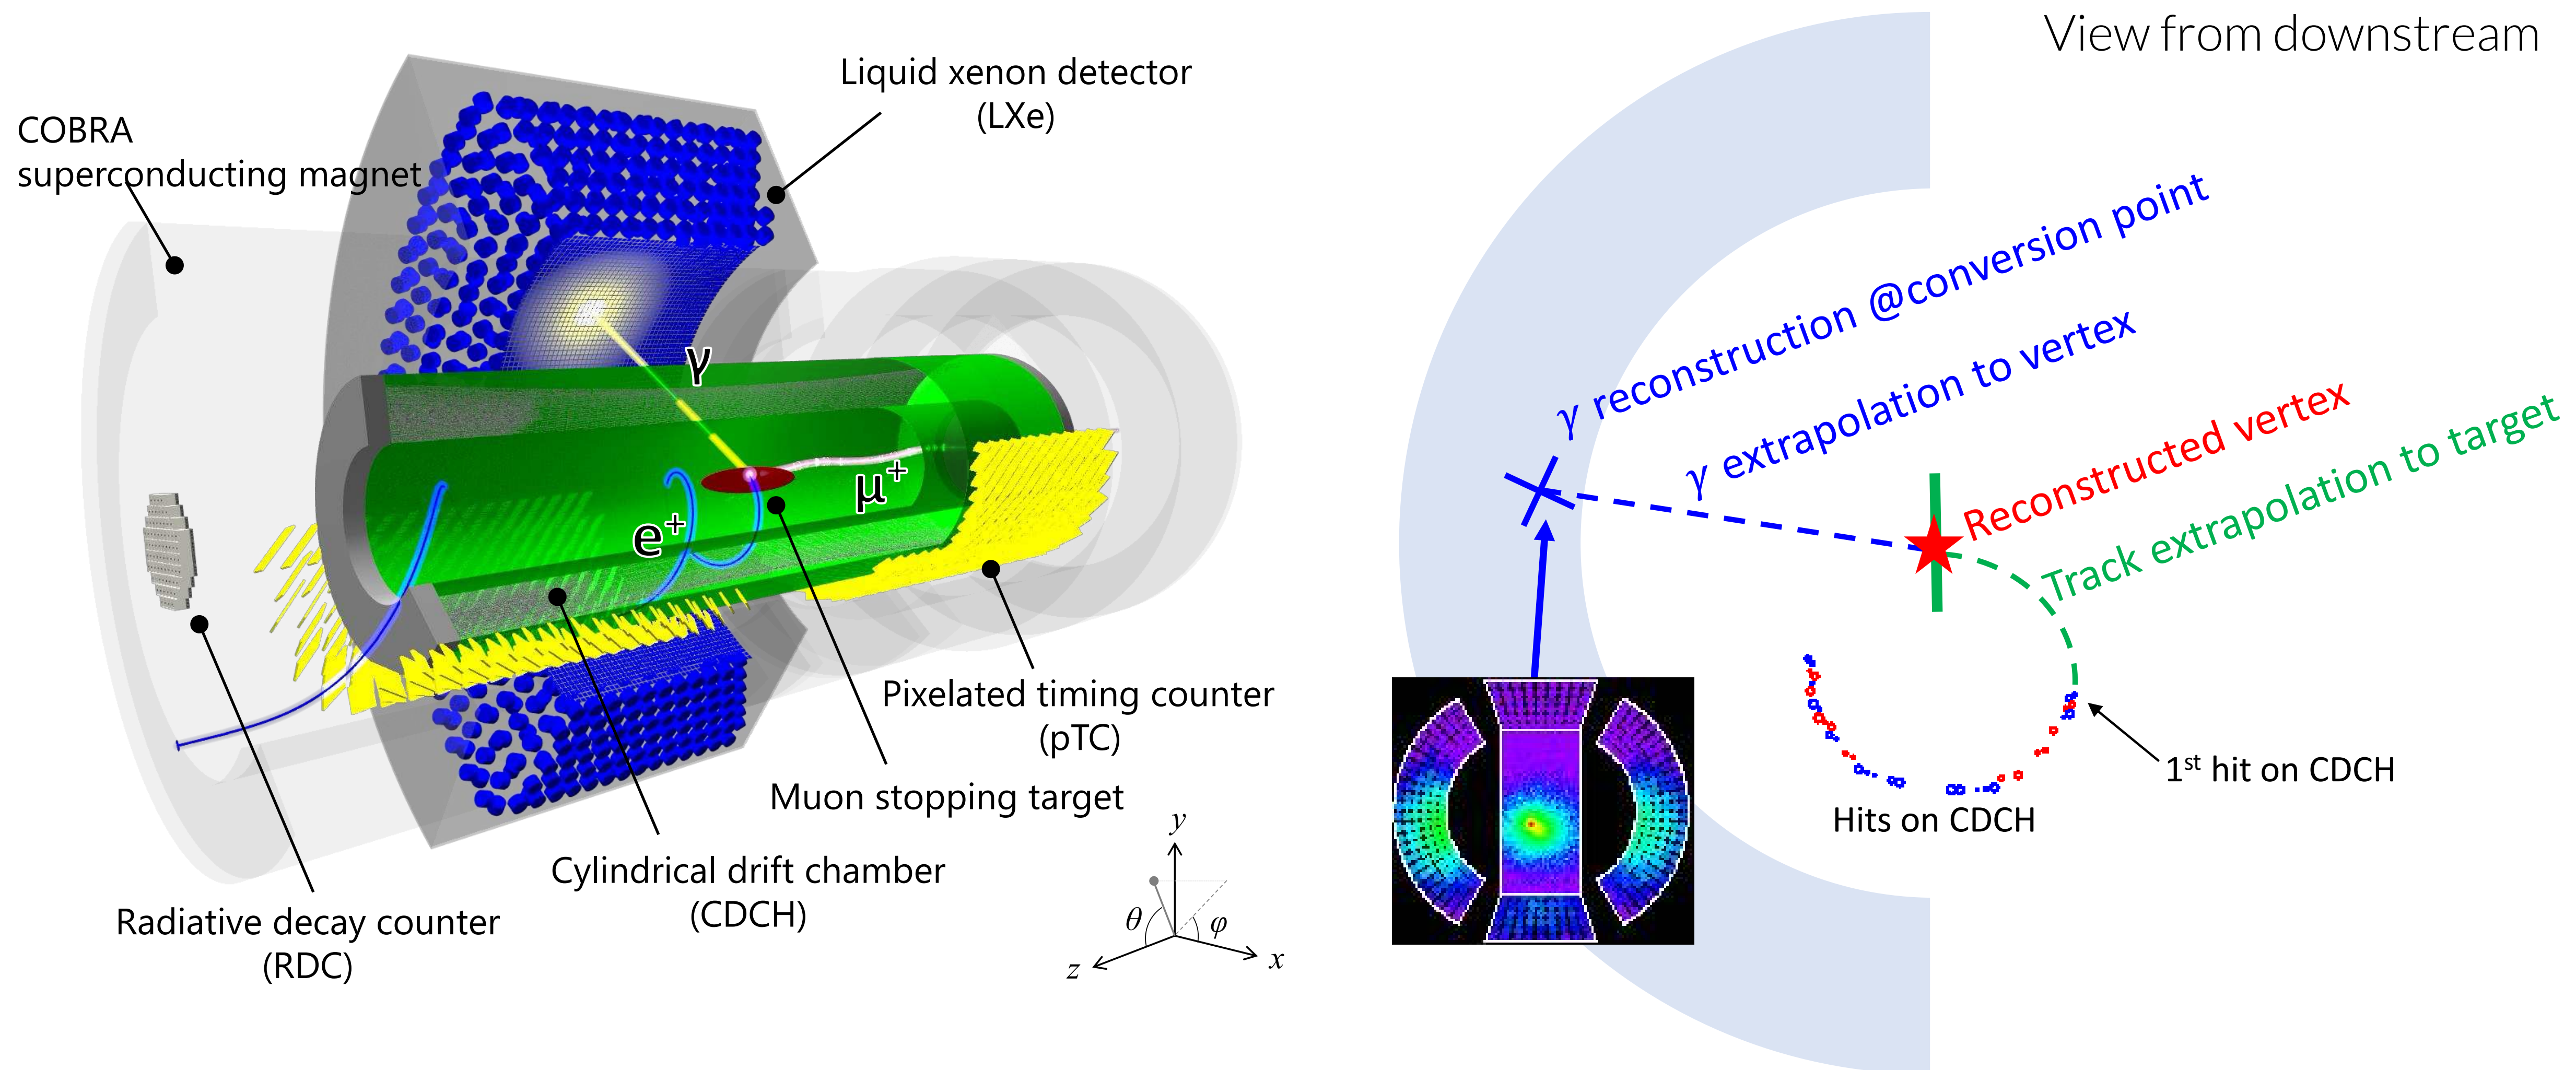 COBRA
superconducting magnet
Liquid xenon detector
(LXe)
γ
e⁺
μ⁺
Pixelated timing counter
(pTC)
Muon stopping target
Cylindrical drift chamber
(CDCH)
Radiative decay counter
(RDC)
y
θ
φ
z
x
View from downstream
γ reconstruction @conversion point
γ extrapolation to vertex
Reconstructed vertex
Track extrapolation to target
1st hit on CDCH
Hits on CDCH